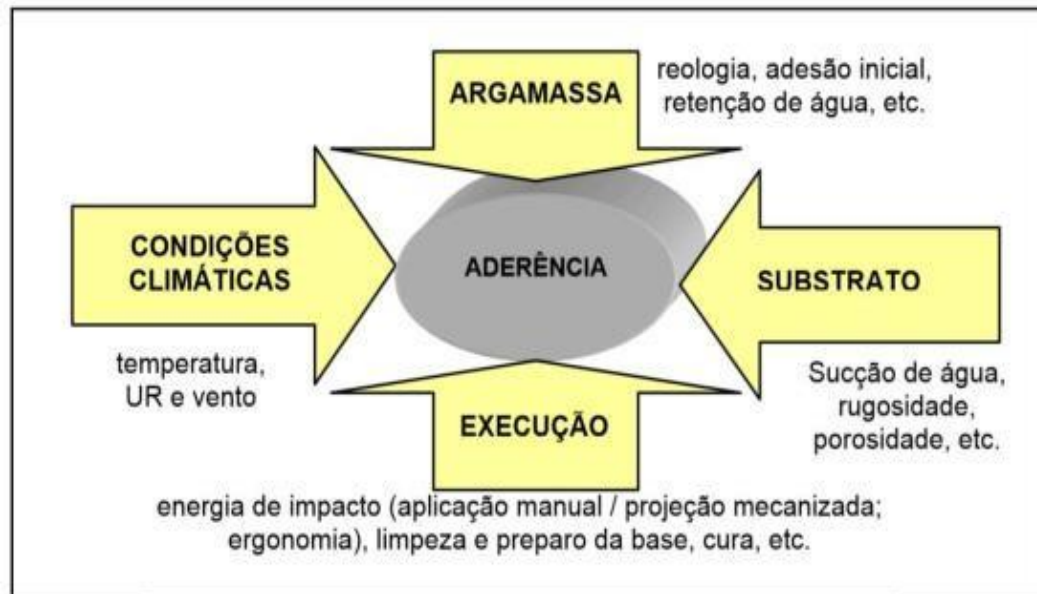 ARGAMASSA
reologia, adesão inicial,
retenção de água, etc.
CONDIÇÕES
CLIMÁTICAS
temperatura,
UR e vento
ADERÊNCIA
SUBSTRATO
Sucção de água,
rugosidade,
porosidade, etc.
EXECUÇÃO
energia de impacto (aplicação manual / projeção mecanizada;
ergonomia), limpeza e preparo da base, cura, etc.